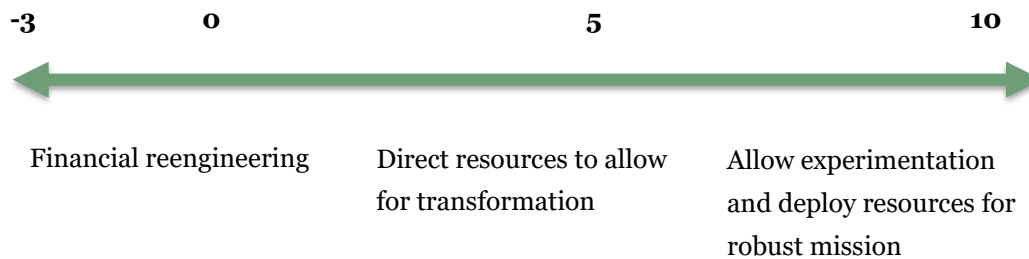 -3 0 5 10
Financial reengineering
Direct resources to allow
for transformation
Allow experimentation
and deploy resources for
robust mission